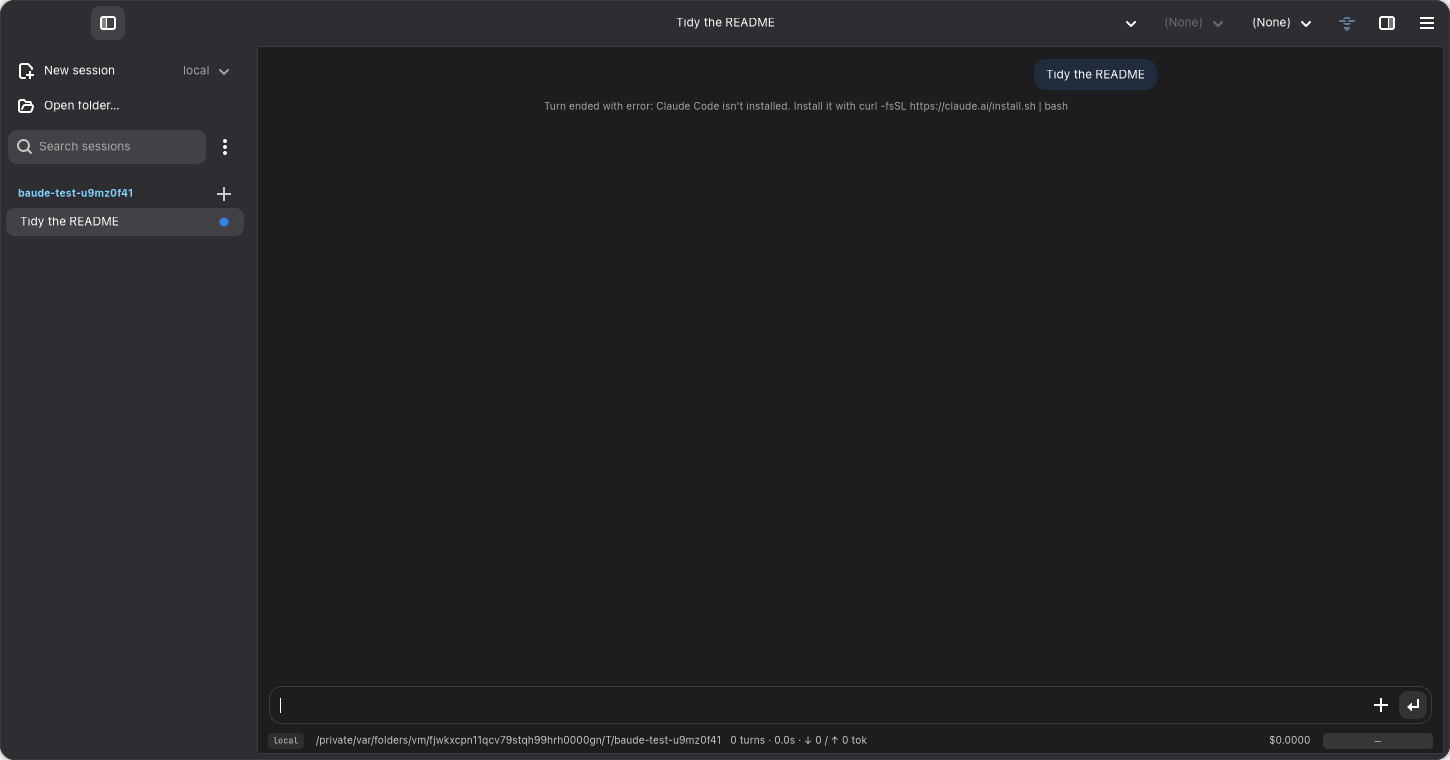 Tidy the README
(None)
(None)
New session
local
Open folder...
Search sessions
baude-test-u9mz0f41
Tidy the README
Tidy the README
Turn ended with error: Claude Code isn't installed. Install it with curl -fsSL https://claude.ai/install.sh | bash
local
/private/var/folders/vm/fjwkxcpn11qcv79stqh99hrh0000gn/T/baude-test-u9mz0f41 0 turns · 0.0s · ↓ 0 / ↑ 0 tok
$0.0000
–